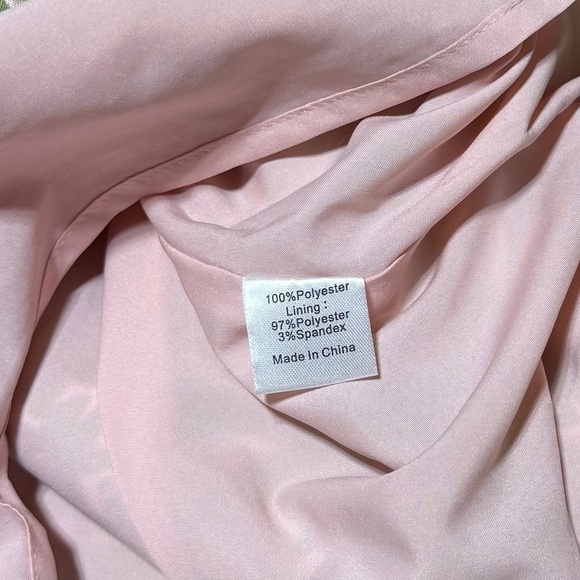 100%Polyester
Lining :
97%Polyester
3%Spandex
Made In China